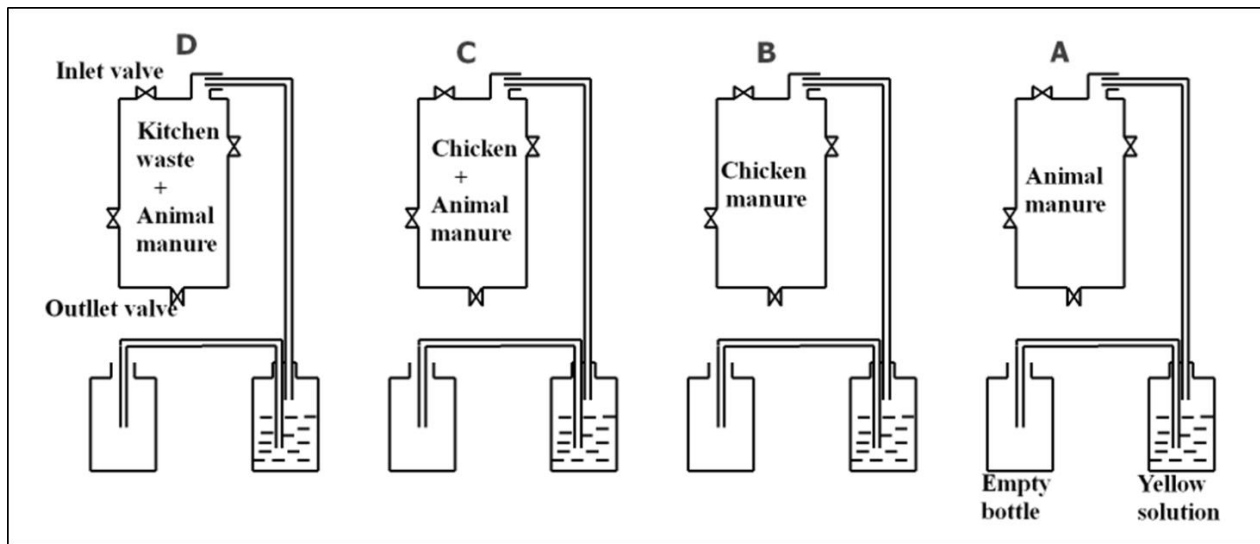 D
C
B
A
Inlet valve
Kitchen
waste
+
Animal
manure
Outllet valve
Chicken
+
Animal
manure
Chicken
manure
Animal
manure
Empty
bottle
Yellow
solution